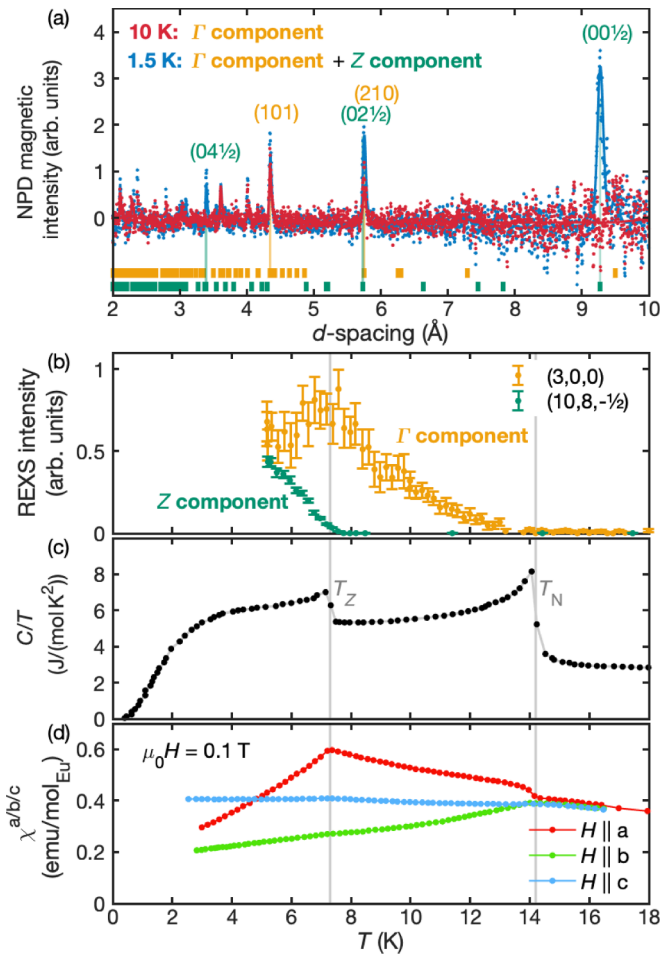 (a)
10 K: Γ component
1.5 K: Γ component + Z component
(00½)
(210)
(101)
(02½)
(04½)
NPD magnetic
intensity (arb. units)
4
3
2
1
0
2 3 4 5 6 7 8 9 10
d-spacing (Å)
(b)
REXS intensity
(arb. units)
1
0.5
0
(3,0,0)
(10,8,-½)
Γ component
Z component
(c)
C/T
(J/(mol K²))
8
6
4
2
0
T_Z
T_N
(d)
μ₀H = 0.1 T
χ^a/b/c
(emu/mol_Eu)
0.6
0.4
0.2
0
H || a
H || b
H || c
0 2 4 6 8 10 12 14 16 18
T (K)